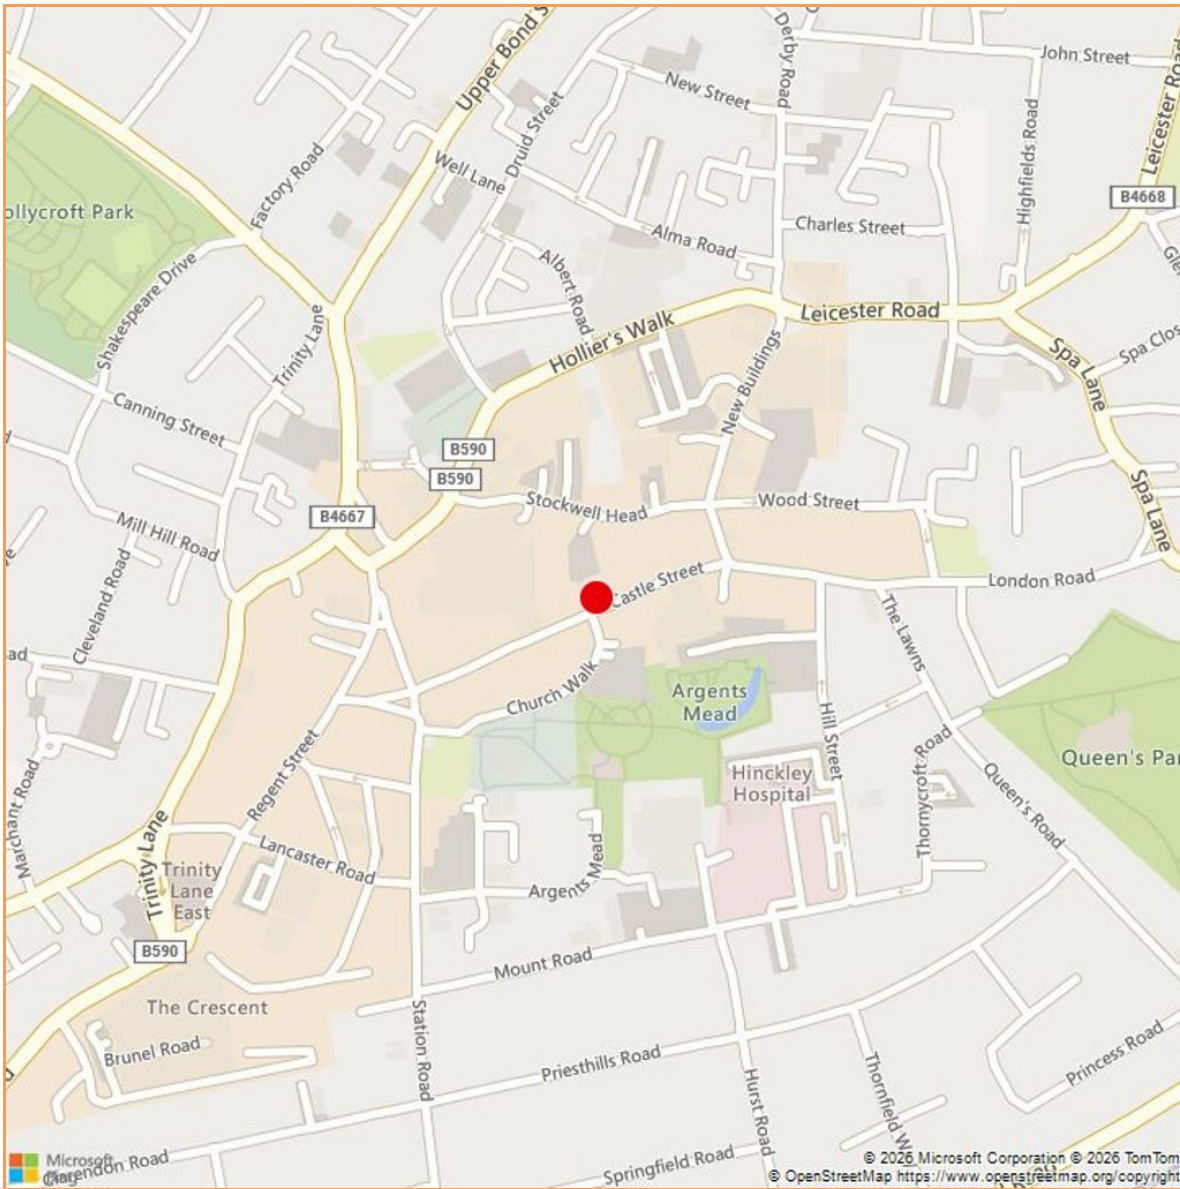 Upper Bond S
Derby Road
John Street
Leicester Road
New Street
Druid Street
Highfields Road
Factory Road
Well Lane
B4668
ollycroft Park
Alma Road
Charles Street
Albert Road
Shakespeare Drive
Trinity Lane
Hollier's Walk
Leicester Road
Spa Lane
Spa Clos
New Buildings
Canning Street
B590
B590
Stockwell Head
Wood Street
B4667
Mill Hill Road
Spa Lane
Castle Street
London Road
Cleveland Road
The Lawns
Church Walk
Argents
Mead
Hill Street
Regent Street
Thornycroft Road
Queen's Par
Hinckley
Hospital
Queen's Road
Marchant Road
Trinity Lane
Lancaster Road
Trinity
Lane
East
Argents Mead
B590
Mount Road
The Crescent
Station Road
Brunel Road
Priesthills Road
Princess Road
Hurst Road
Thornfield W
Clarendon Road
Springfield Road
Microsoft
Bing
© 2026 Microsoft Corporation © 2026 TomTom
© OpenStreetMap https://www.openstreetmap.org/copyright